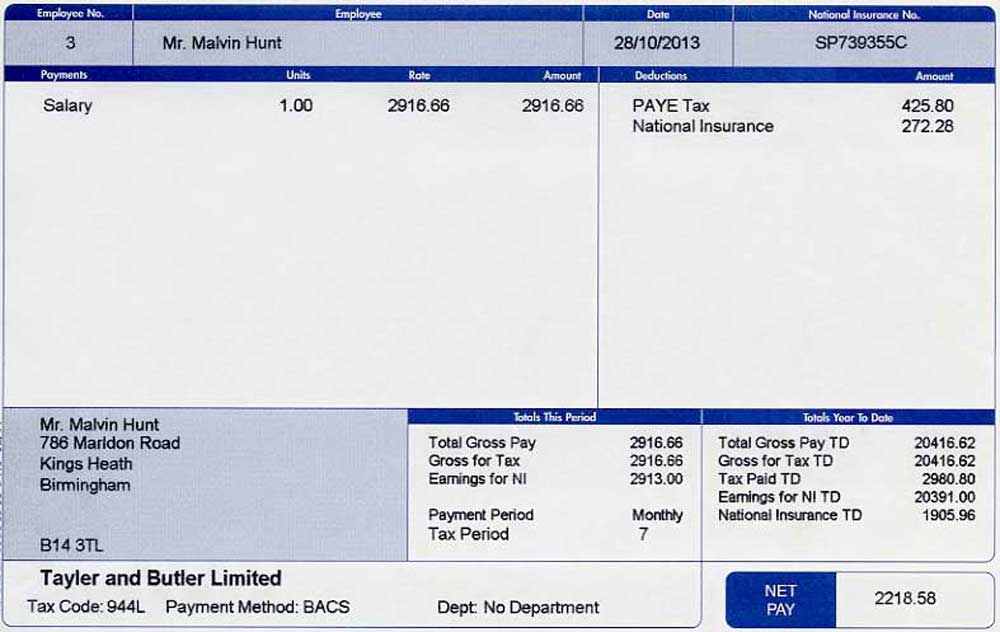 Employee No. Employee Date National Insurance No.
3 Mr. Malvin Hunt 28/10/2013 SP739355C
Payments Units Rate Amount Deductions Amount
Salary 1.00 2916.66 2916.66 PAYE Tax 425.80
National Insurance 272.28
Mr. Malvin Hunt
786 Marldon Road
Kings Heath
Birmingham
B14 3TL
Totals This Period
Total Gross Pay 2916.66
Gross for Tax 2916.66
Earnings for NI 2913.00
Payment Period Monthly
Tax Period 7
Totals Year To Date
Total Gross Pay TD 20416.62
Gross for Tax TD 20416.62
Tax Paid TD 2980.80
Earnings for NI TD 20391.00
National Insurance TD 1905.96
Tayler and Butler Limited
Tax Code: 944L Payment Method: BACS Dept: No Department
NET PAY 2218.58